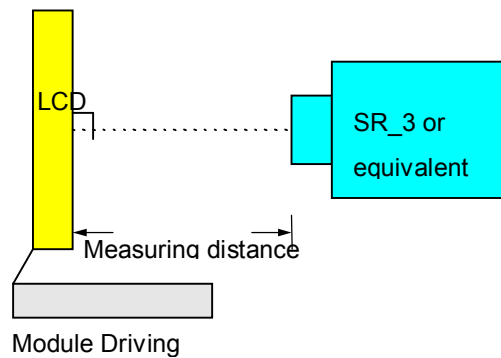 LCD
SR_3 or
equivalent
Measuring distance
Module Driving